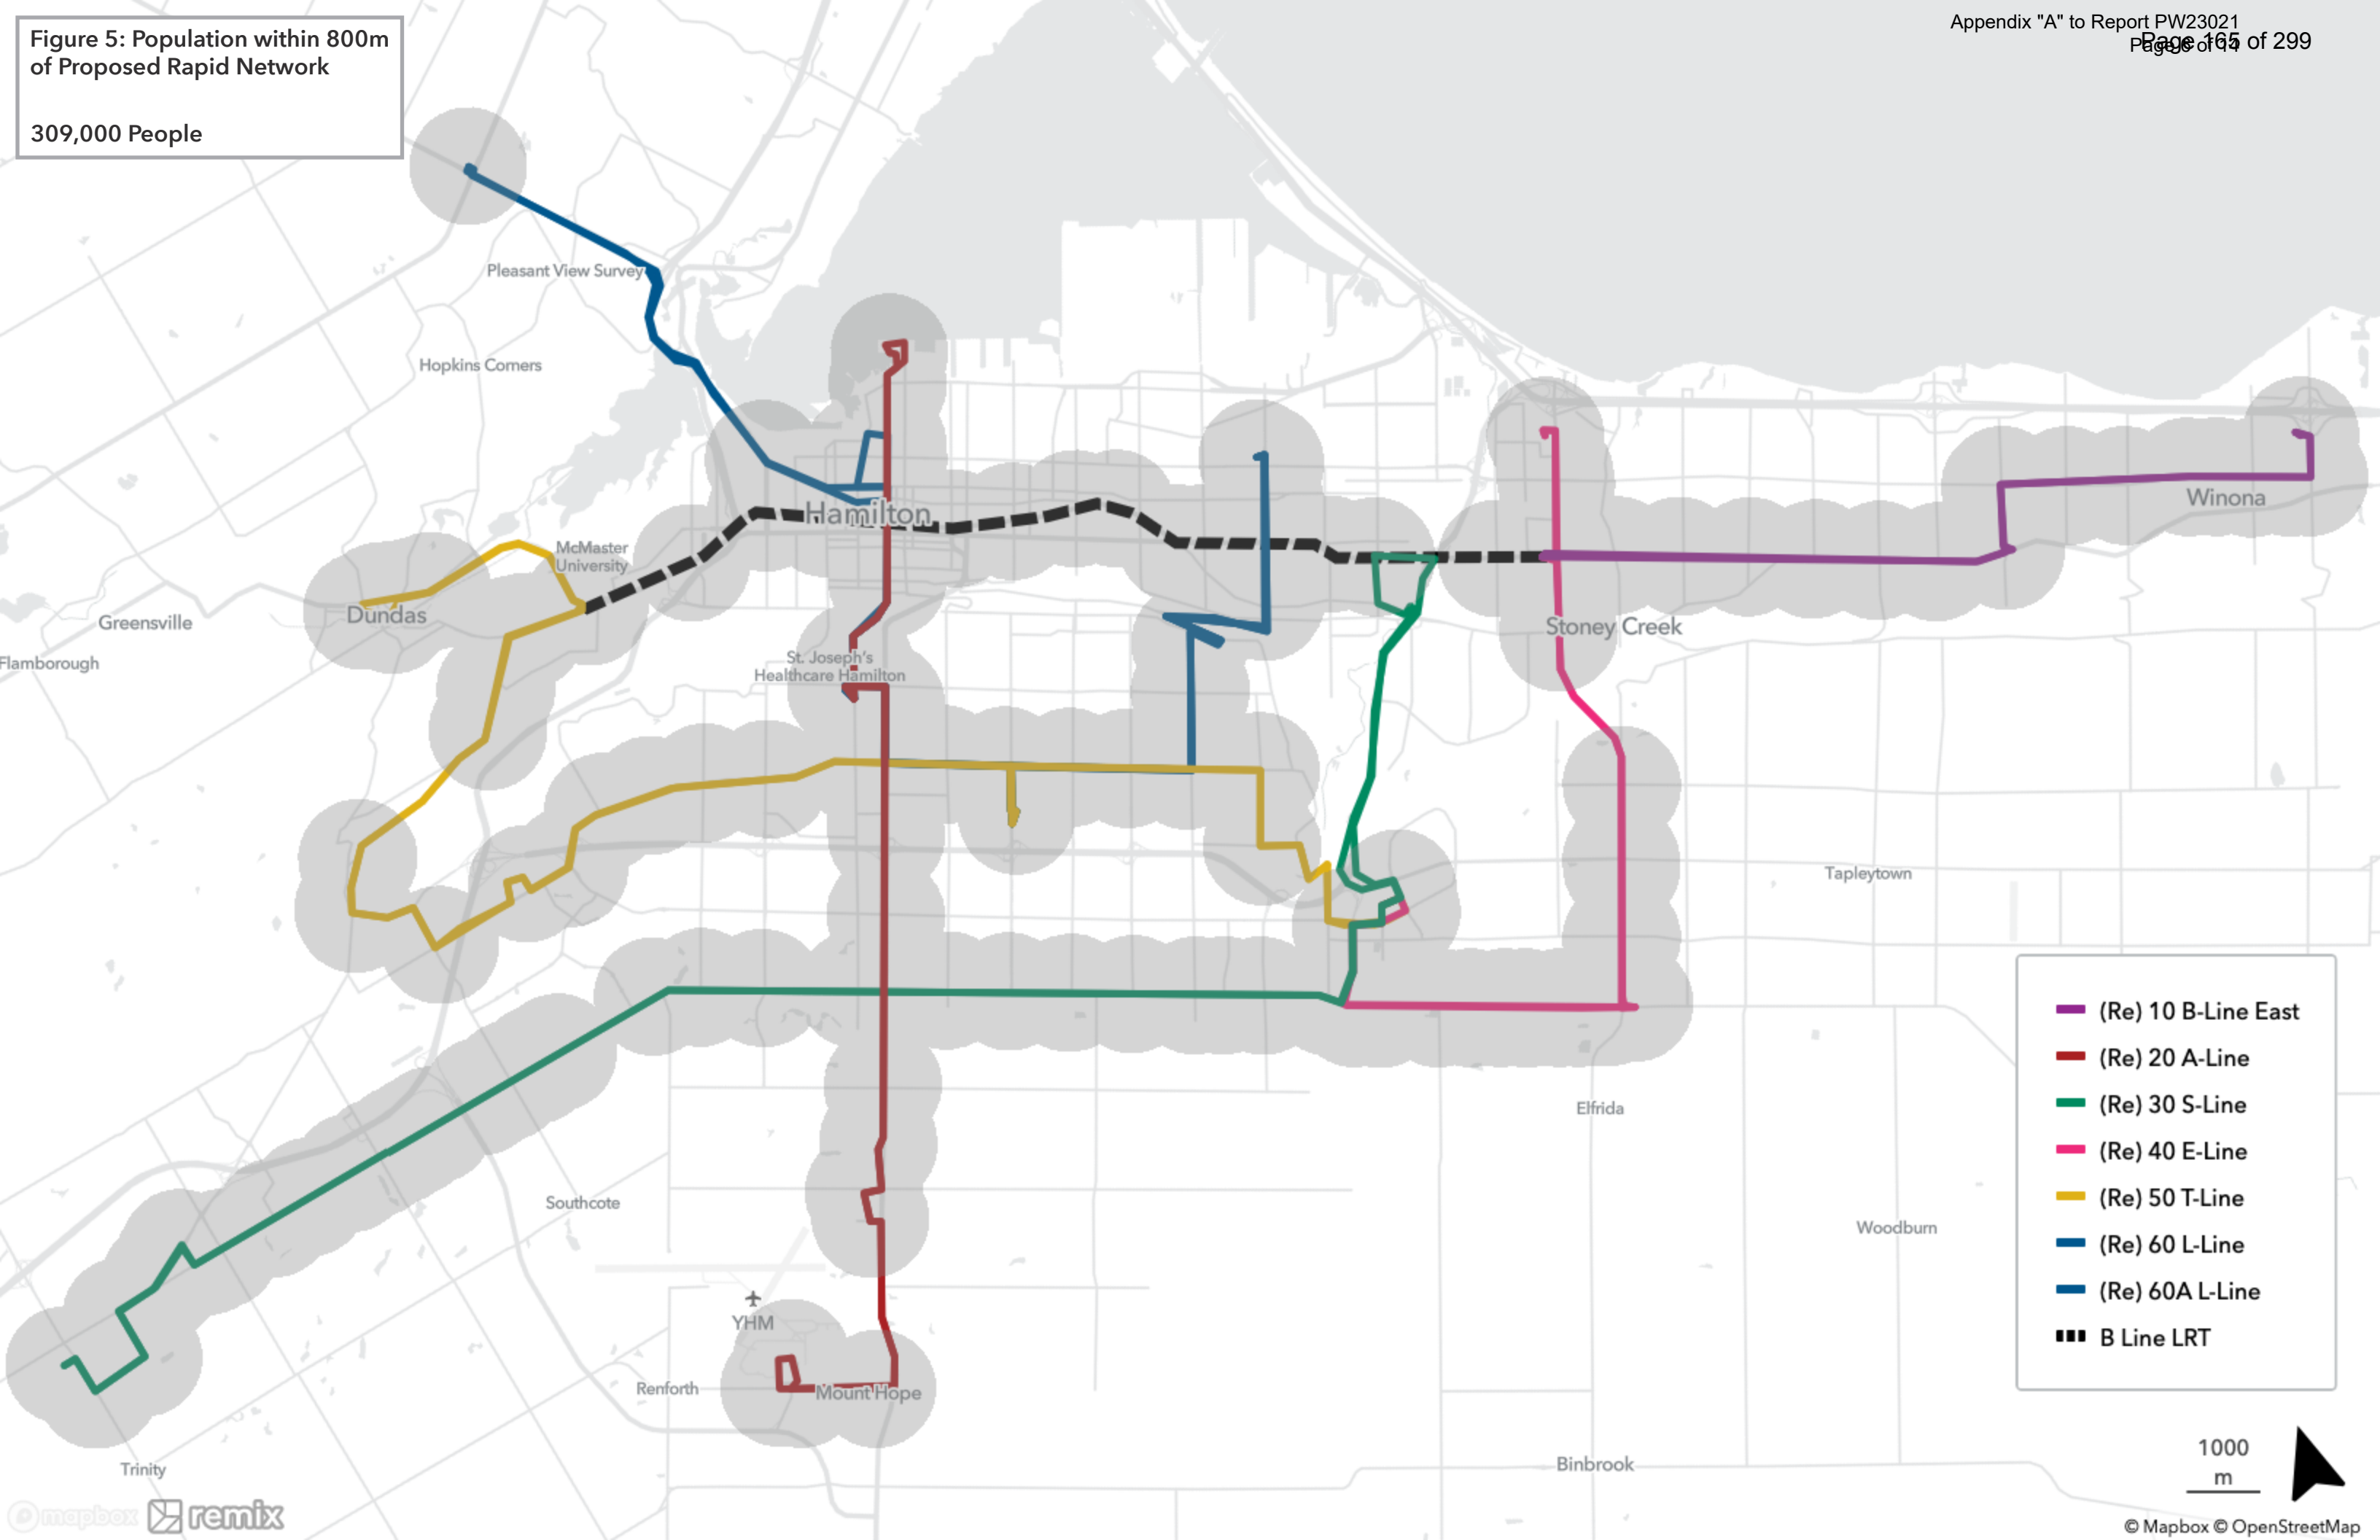 Appendix "A" to Report PW23021
Page 165 of 299
Figure 5: Population within 800m
of Proposed Rapid Network
309,000 People
Pleasant View Survey
Hopkins Corners
Hamilton
McMaster
University
Dundas
Greensville
Flamborough
St. Joseph's
Healthcare Hamilton
Stoney Creek
Winona
Tapleytown
Elfrida
Southcote
Woodburn
YHM
Renforth
Mount Hope
Trinity
Binbrook
(Re) 10 B-Line East
(Re) 20 A-Line
(Re) 30 S-Line
(Re) 40 E-Line
(Re) 50 T-Line
(Re) 60 L-Line
(Re) 60A L-Line
B Line LRT
1000
m
mapbox remix
© Mapbox © OpenStreetMap